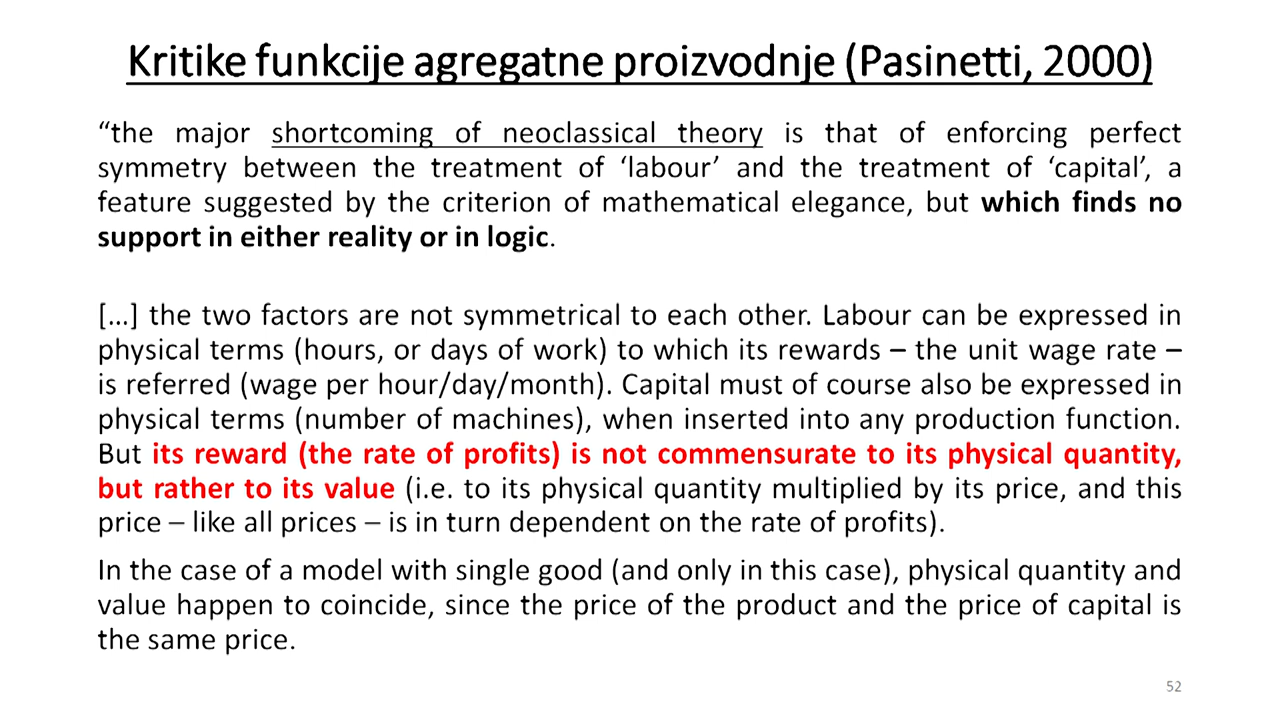 Kritike funkcije agregatne proizvodnje (Pasinetti, 2000)
“the major shortcoming of neoclassical theory is that of enforcing perfect
symmetry between the treatment of ‘labour’ and the treatment of ‘capital’, a
feature suggested by the criterion of mathematical elegance, but which finds no
support in either reality or in logic.
[…] the two factors are not symmetrical to each other. Labour can be expressed in
physical terms (hours, or days of work) to which its rewards – the unit wage rate –
is referred (wage per hour/day/month). Capital must of course also be expressed in
physical terms (number of machines), when inserted into any production function.
But its reward (the rate of profits) is not commensurate to its physical quantity,
but rather to its value (i.e. to its physical quantity multiplied by its price, and this
price – like all prices – is in turn dependent on the rate of profits).
In the case of a model with single good (and only in this case), physical quantity and
value happen to coincide, since the price of the product and the price of capital is
the same price.
52